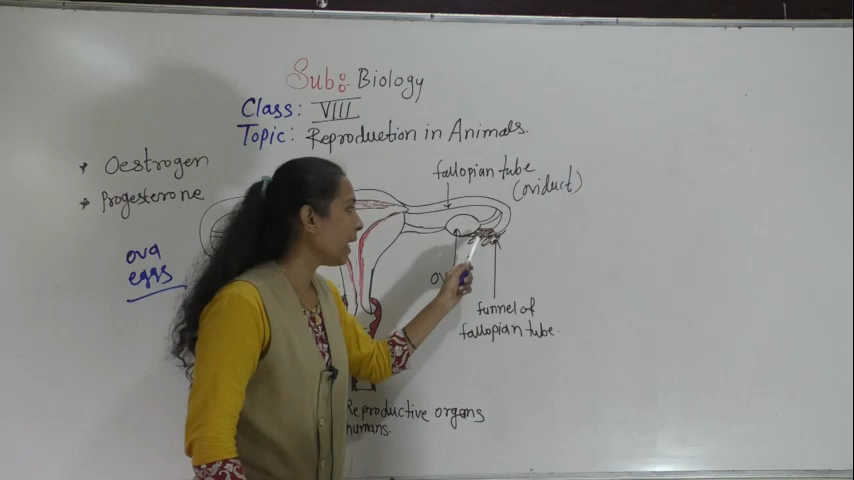 Sub: Biology
Class: VIII
Topic: Reproduction in Animals.
* Oestrogen
* Progesterone
ova
eggs
fallopian tube
(oviduct)
funnel of
fallopian tube.
Reproductive organs
humans.